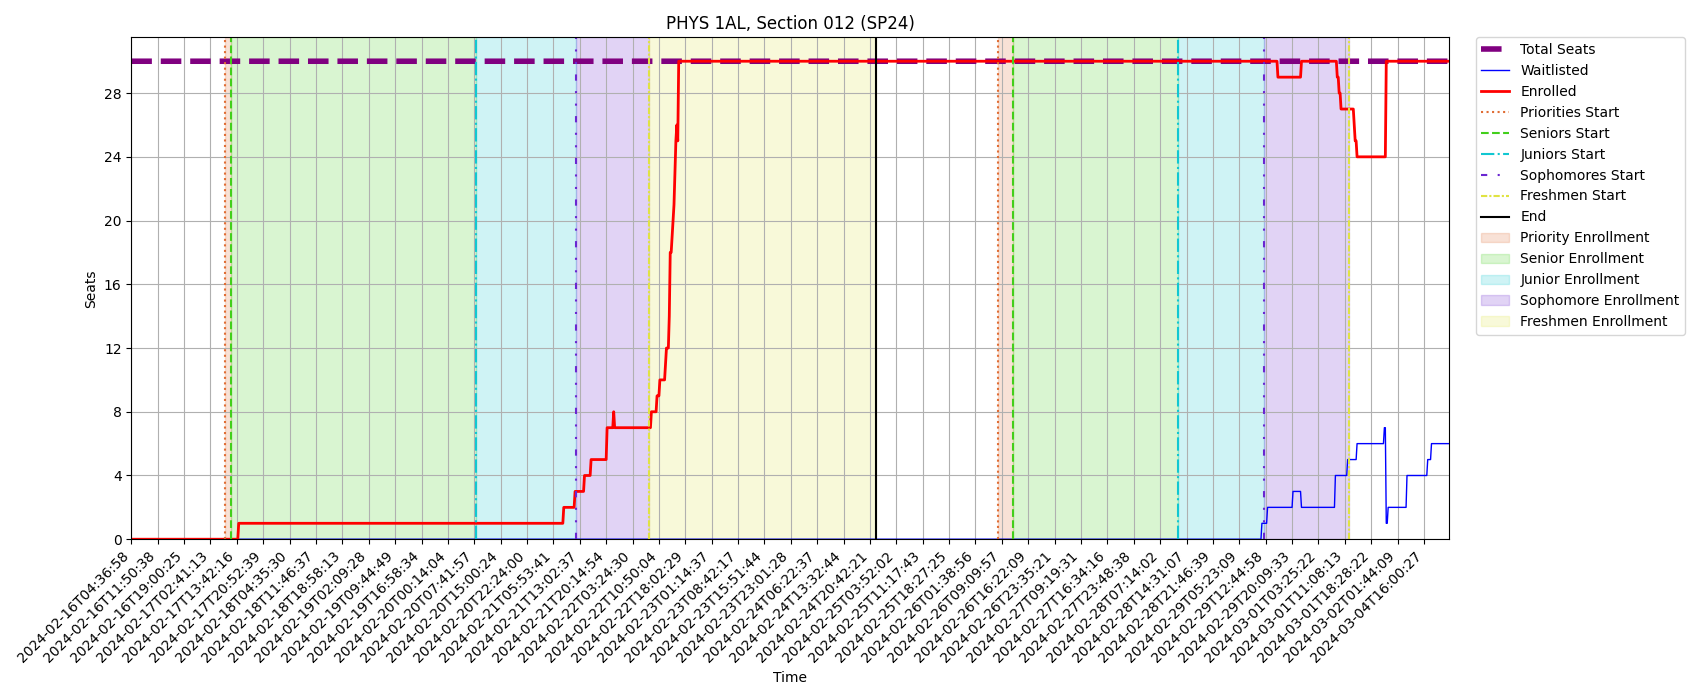 PHYS 1AL, Section 012 (SP24)
Total Seats
Waitlisted
Enrolled
Priorities Start
Seniors Start
Juniors Start
Sophomores Start
Freshmen Start
End
Priority Enrollment
Senior Enrollment
Junior Enrollment
Sophomore Enrollment
Freshmen Enrollment
Seats
28
24
20
16
12
8
4
0
2024-02-16T04:36:58
2024-02-16T11:50:38
2024-02-16T19:00:25
2024-02-17T02:41:13
2024-02-17T13:42:16
2024-02-17T20:52:39
2024-02-18T04:35:30
2024-02-18T11:46:37
2024-02-18T18:58:13
2024-02-19T02:09:28
2024-02-19T09:44:49
2024-02-19T16:58:34
2024-02-20T00:14:04
2024-02-20T07:41:57
2024-02-20T15:00:24
2024-02-20T22:24:00
2024-02-21T05:53:41
2024-02-21T13:02:37
2024-02-21T20:14:54
2024-02-22T03:24:30
2024-02-22T10:50:04
2024-02-22T18:02:29
2024-02-23T01:14:37
2024-02-23T08:42:17
2024-02-23T15:51:44
2024-02-23T23:01:28
2024-02-24T06:22:37
2024-02-24T13:32:44
2024-02-24T20:42:21
2024-02-25T03:52:02
2024-02-25T11:17:43
2024-02-25T18:27:25
2024-02-26T01:38:56
2024-02-26T09:09:57
2024-02-26T16:22:09
2024-02-26T23:35:21
2024-02-27T09:19:31
2024-02-27T16:34:16
2024-02-27T23:48:38
2024-02-28T07:14:02
2024-02-28T14:31:07
2024-02-28T21:46:39
2024-02-29T05:23:09
2024-02-29T12:44:58
2024-02-29T20:09:33
2024-03-01T03:25:22
2024-03-01T11:08:13
2024-03-01T18:28:22
2024-03-02T01:44:09
2024-03-04T16:00:27
Time